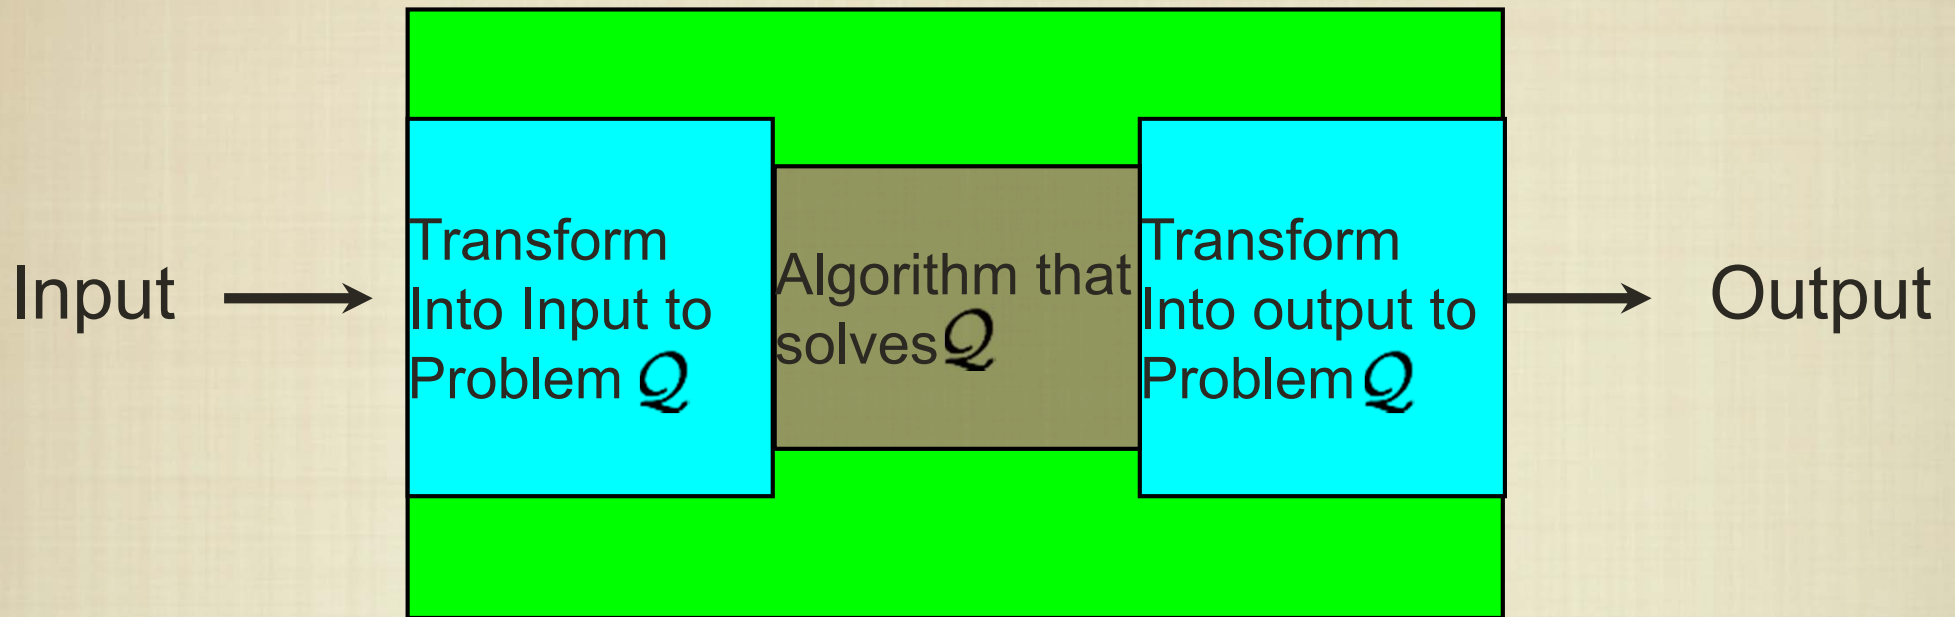 Input
Transform
Into Input to
Problem 𝒬
Algorithm that
solves 𝒬
Transform
Into output to
Problem 𝒬
Output